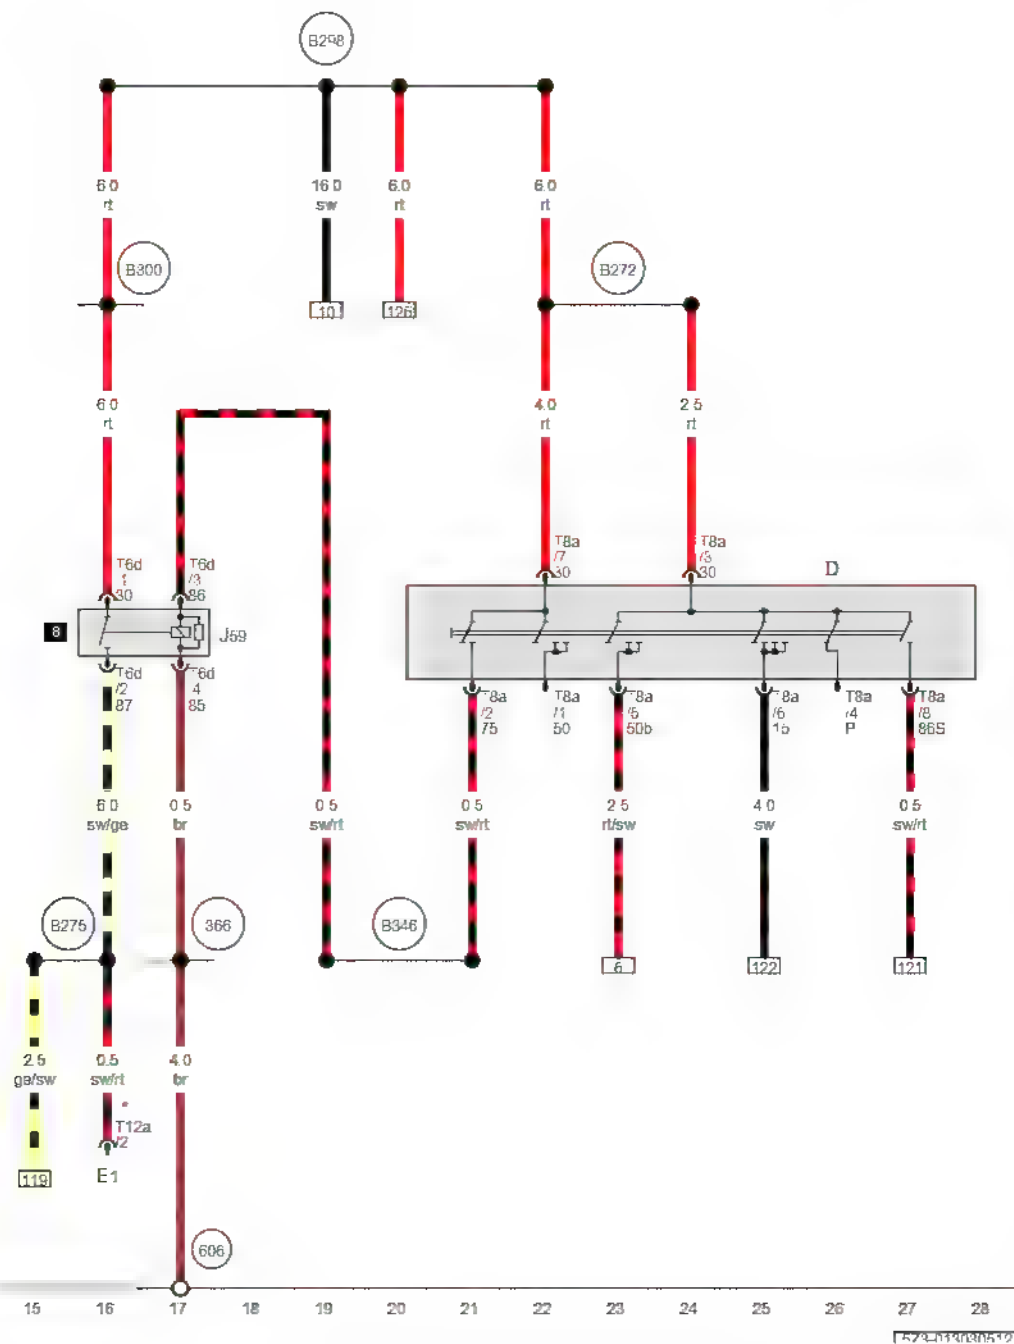 B298
6.0
rt
16.0
sw
6.0
rt
6.0
rt
B300
B272
10
126
6.0
rt
4.0
rt
2.5
rt
T6d
/1
30
T6d
/3
86
T8a
/7
30
T8a
/3
30
D
8
J59
T6d
/2
87
T6d
/4
85
T8a
/2
75
T8a
/1
50
T8a
/5
50b
T8a
/6
15
T8a
/4
P
T8a
/8
86S
6.0
sw/ge
0.5
br
0.5
sw/rt
0.5
sw/rt
2.5
rt/sw
4.0
sw
0.5
sw/rt
B275
366
B346
6
122
121
2.5
ge/sw
0.5
sw/rt
4.0
br
*
T12a
/2
119
E1
606
15 16 17 18 19 20 21 22 23 24 25 26 27 28